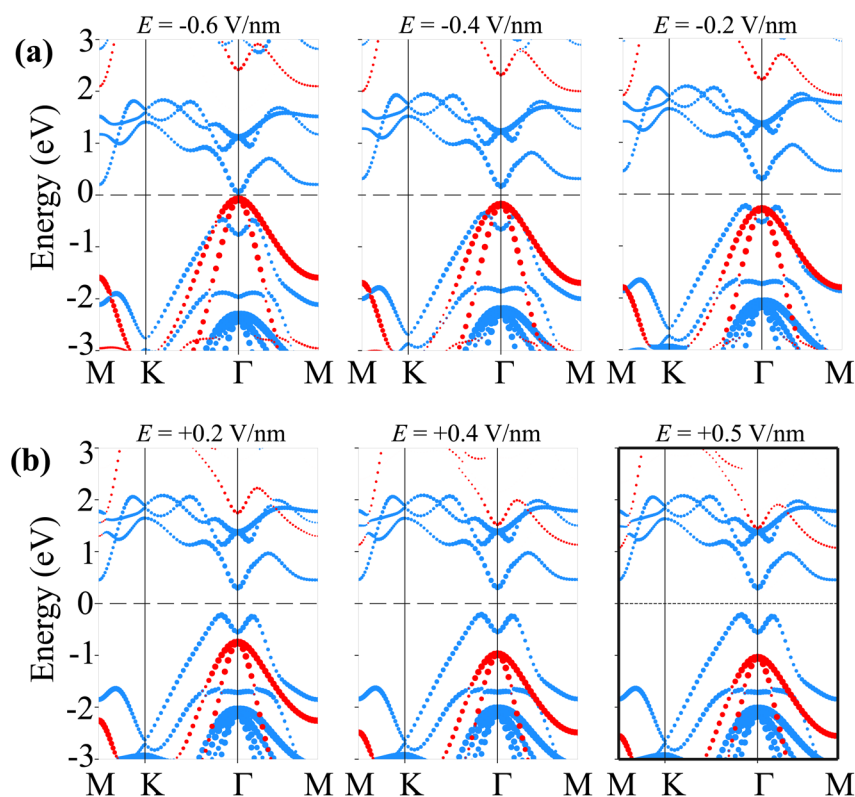 (a)
E = -0.6 V/nm
E = -0.4 V/nm
E = -0.2 V/nm
Energy (eV)
3
2
1
0
-1
-2
-3
M K Γ M
M K Γ M
M K Γ M
(b)
E = +0.2 V/nm
E = +0.4 V/nm
E = +0.5 V/nm
Energy (eV)
3
2
1
0
-1
-2
-3
M K Γ M
M K Γ M
M K Γ M